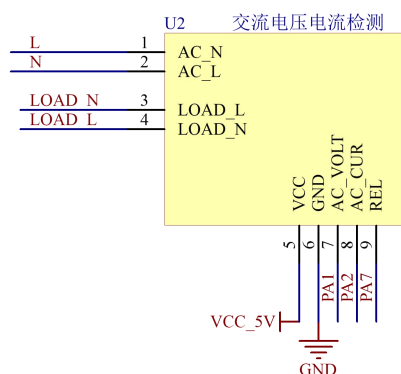 U2 交流电压电流检测
L 1 AC_N
N 2 AC_L
LOAD_N 3 LOAD_L
LOAD_L 4 LOAD_N
VCC GND AC_VOLT AC_CUR REL
5 6 7 8 9
PA1 PA2 PA7
VCC_5V
GND